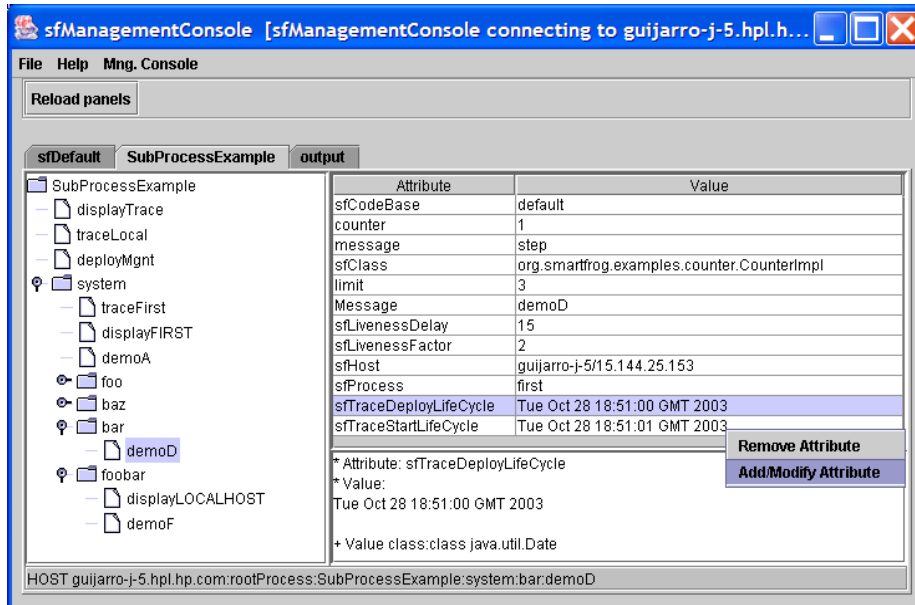 sfManagementConsole [sfManagementConsole connecting to guijarro-j-5.hpl.h...
File Help Mng. Console
Reload panels
sfDefault SubProcessExample output
SubProcessExample
displayTrace
traceLocal
deployMgnt
system
traceFirst
displayFIRST
demoA
foo
baz
bar
demoD
foobar
displayLOCALHOST
demoF
Attribute Value
sfCodeBase default
counter 1
message step
sfClass org.smartfrog.examples.counter.CounterImpl
limit 3
Message demoD
sfLivenessDelay 15
sfLivenessFactor 2
sfHost guijarro-j-5/15.144.25.153
sfProcess first
sfTraceDeployLifeCycle Tue Oct 28 18:51:00 GMT 2003
sfTraceStartLifeCycle Tue Oct 28 18:51:01 GMT 2003
Remove Attribute
Add/Modify Attribute
* Attribute: sfTraceDeployLifeCycle
* Value:
Tue Oct 28 18:51:00 GMT 2003
+ Value class:class java.util.Date
HOST guijarro-j-5.hpl.hp.com:rootProcess:SubProcessExample:system:bar:demoD